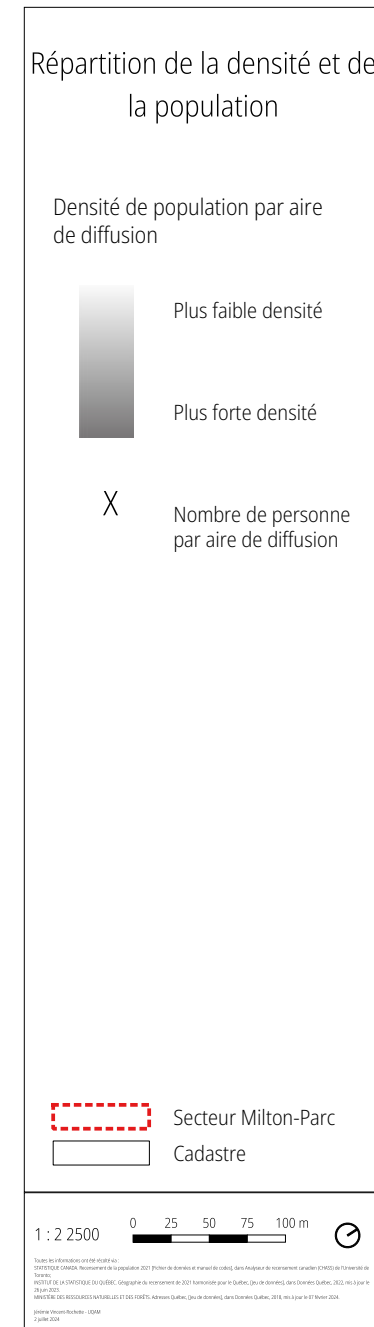 Répartition de la densité et de
la population
Densité de population par aire
de diffusion
Plus faible densité
Plus forte densité
X
Nombre de personne
par aire de diffusion
Secteur Milton-Parc
Cadastre
1 : 2 2500
0 25 50 75 100 m
Toutes les informations ont été récolté via :
STATISTIQUE CANADA. Recensement de la population 2021 [Fichier de données et manuel de codes], dans Analyseur de recensement canadien (CHASS) de l'Université de
Toronto.
INSTITUT DE LA STATISTIQUE DU QUÉBEC. Géographie du recensement de 2021 harmonisée pour le Québec, [Jeu de données], dans Données Québec, 2022, mis à jour le
26 juin 2023.
MINISTÈRE DES RESSOURCES NATURELLES ET DES FORÊTS. Adresses Québec, [Jeu de données], dans Données Québec, 2018, mis à jour le 07 février 2024.
Jérémie Vincent-Rochette - UQAM
2 juillet 2024